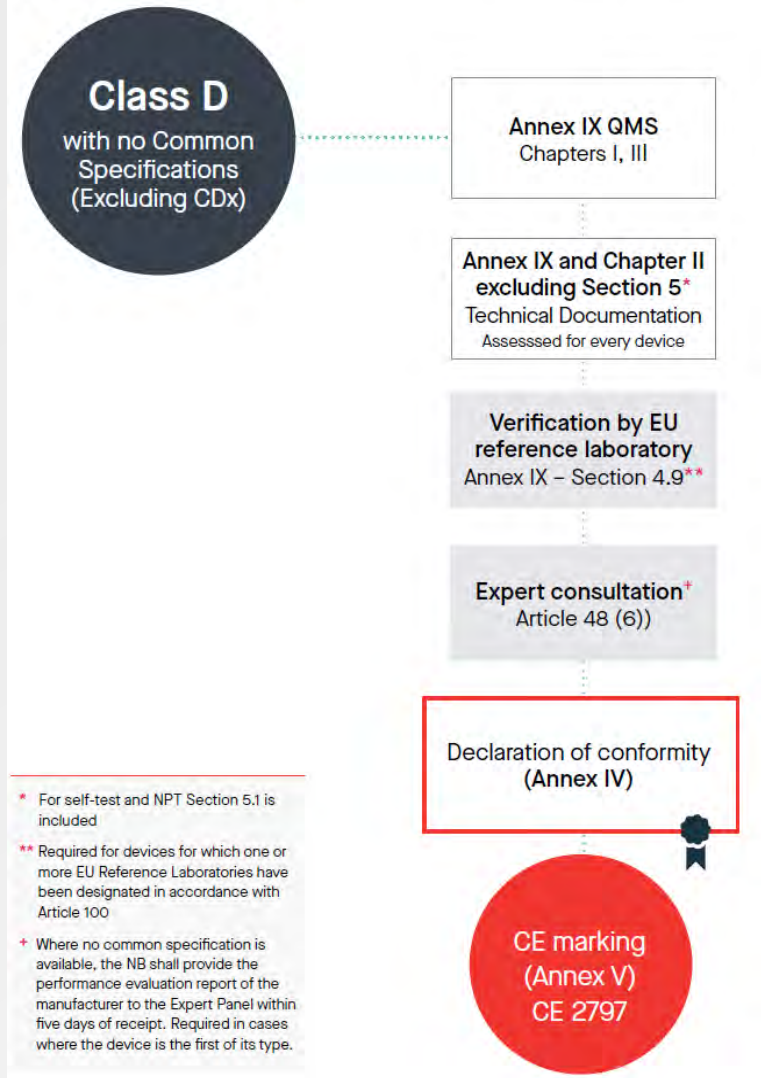 Class D
with no Common
Specifications
(Excluding CDx)
Annex IX QMS
Chapters I, III
Annex IX and Chapter II
excluding Section 5*
Technical Documentation
Assesssed for every device
Verification by EU
reference laboratory
Annex IX – Section 4.9**
Expert consultation+
Article 48 (6))
Declaration of conformity
(Annex IV)
CE marking
(Annex V)
CE 2797
* For self-test and NPT Section 5.1 is
included
** Required for devices for which one or
more EU Reference Laboratories have
been designated in accordance with
Article 100
+ Where no common specification is
available, the NB shall provide the
performance evaluation report of the
manufacturer to the Expert Panel within
five days of receipt. Required in cases
where the device is the first of its type.